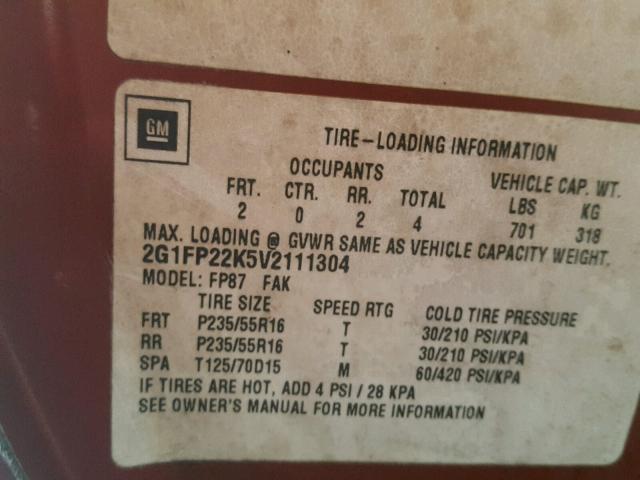 GM
TIRE-LOADING INFORMATION
OCCUPANTS VEHICLE CAP. WT.
FRT. CTR. RR. TOTAL LBS KG
2 0 2 4 701 318
MAX. LOADING @ GVWR SAME AS VEHICLE CAPACITY WEIGHT.
2G1FP22K5V2111304
MODEL: FP87 FAK
TIRE SIZE SPEED RTG COLD TIRE PRESSURE
FRT P235/55R16 T 30/210 PSI/KPA
RR P235/55R16 T 30/210 PSI/KPA
SPA T125/70D15 M 60/420 PSI/KPA
IF TIRES ARE HOT, ADD 4 PSI / 28 KPA
SEE OWNER'S MANUAL FOR MORE INFORMATION